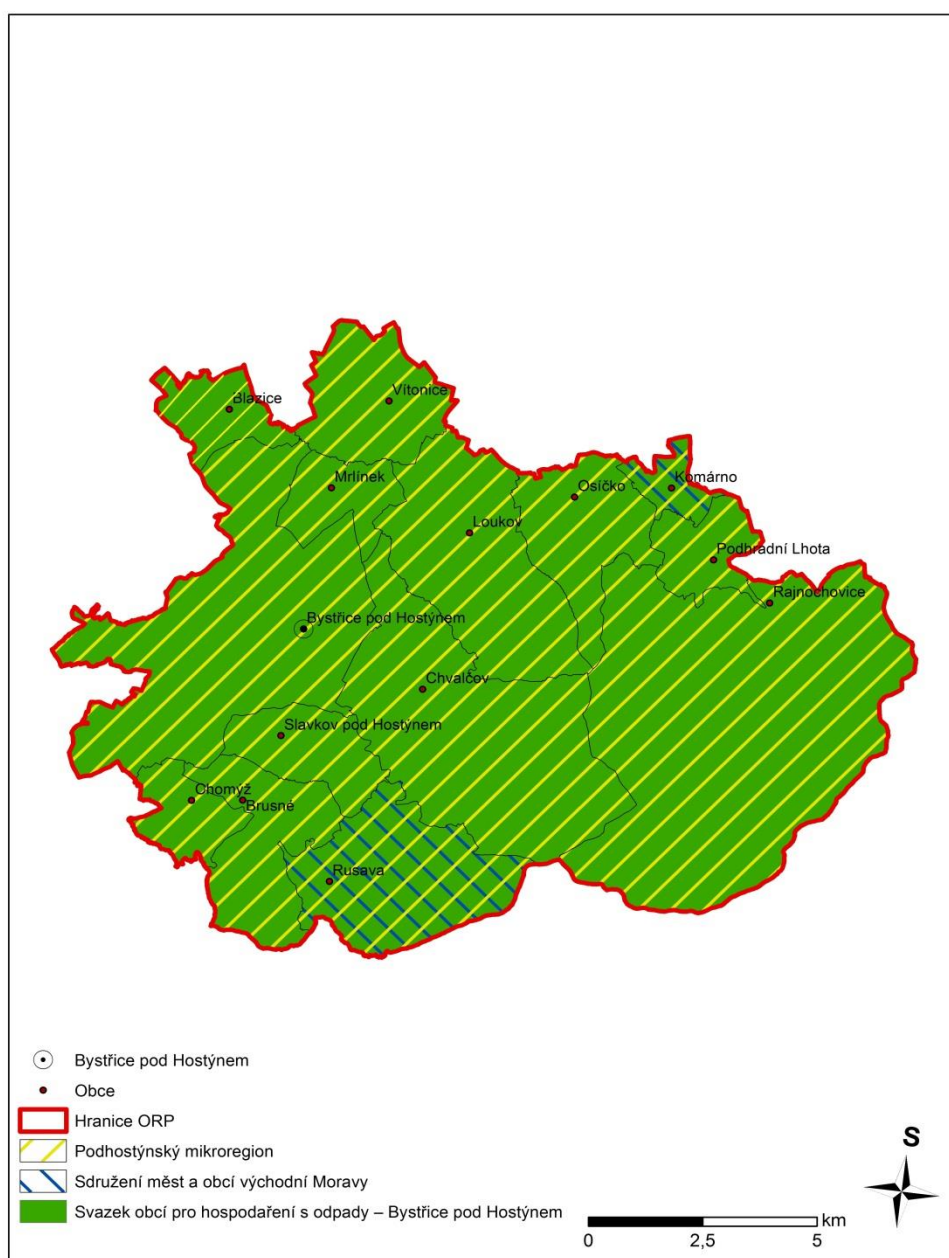 Vítonice
Blazice
Mrlínek
Komárno
Osíčko
Loukov
Podhradní Lhota
Rajnochovice
Bystřice pod Hostýnem
Chvalčov
Slavkov pod Hostýnem
Chomýž
Brusné
Rusava
Bystřice pod Hostýnem
Obce
Hranice ORP
Podhostýnský mikroregion
Sdružení měst a obcí východní Moravy
Svazek obcí pro hospodaření s odpady – Bystřice pod Hostýnem
S
km
0 2,5 5